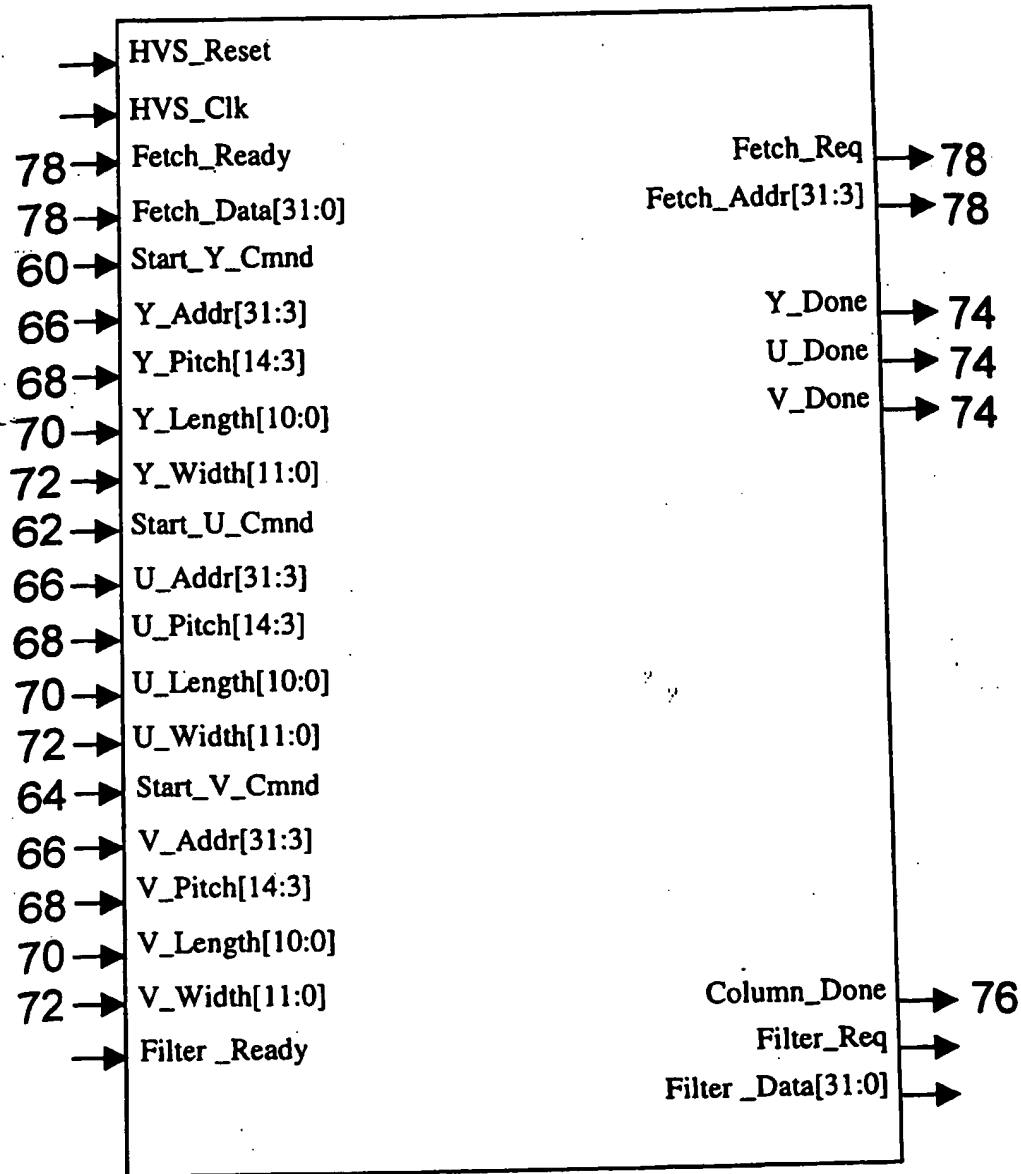 HVS_Reset
HVS_Clk
78 Fetch_Ready
78 Fetch_Data[31:0]
60 Start_Y_Cmnd
66 Y_Addr[31:3]
68 Y_Pitch[14:3]
70 Y_Length[10:0]
72 Y_Width[11:0]
62 Start_U_Cmnd
66 U_Addr[31:3]
68 U_Pitch[14:3]
70 U_Length[10:0]
72 U_Width[11:0]
64 Start_V_Cmnd
66 V_Addr[31:3]
68 V_Pitch[14:3]
70 V_Length[10:0]
72 V_Width[11:0]
Filter _Ready
Fetch_Req 78
Fetch_Addr[31:3] 78
Y_Done 74
U_Done 74
V_Done 74
Column_Done 76
Filter_Req
Filter _Data[31:0]